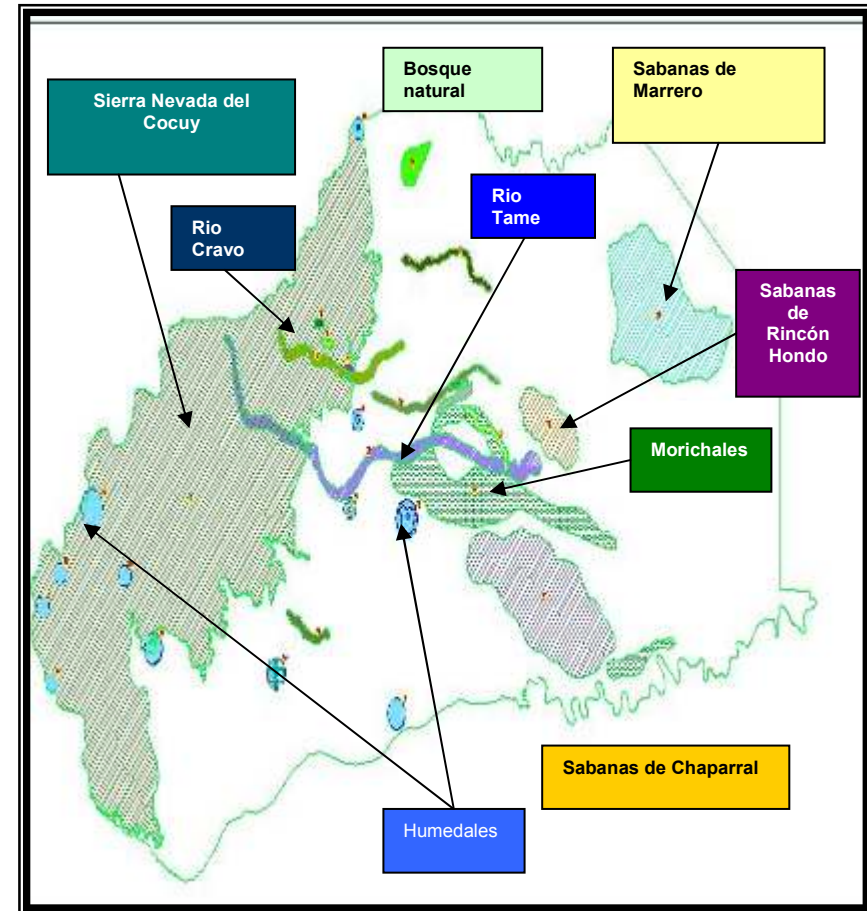 Bosque
natural
Sabanas de
Marrero
Sierra Nevada del
Cocuy
Rio
Tame
Rio
Cravo
Sabanas
de
Rincón
Hondo
Morichales
Sabanas de Chaparral
Humedales